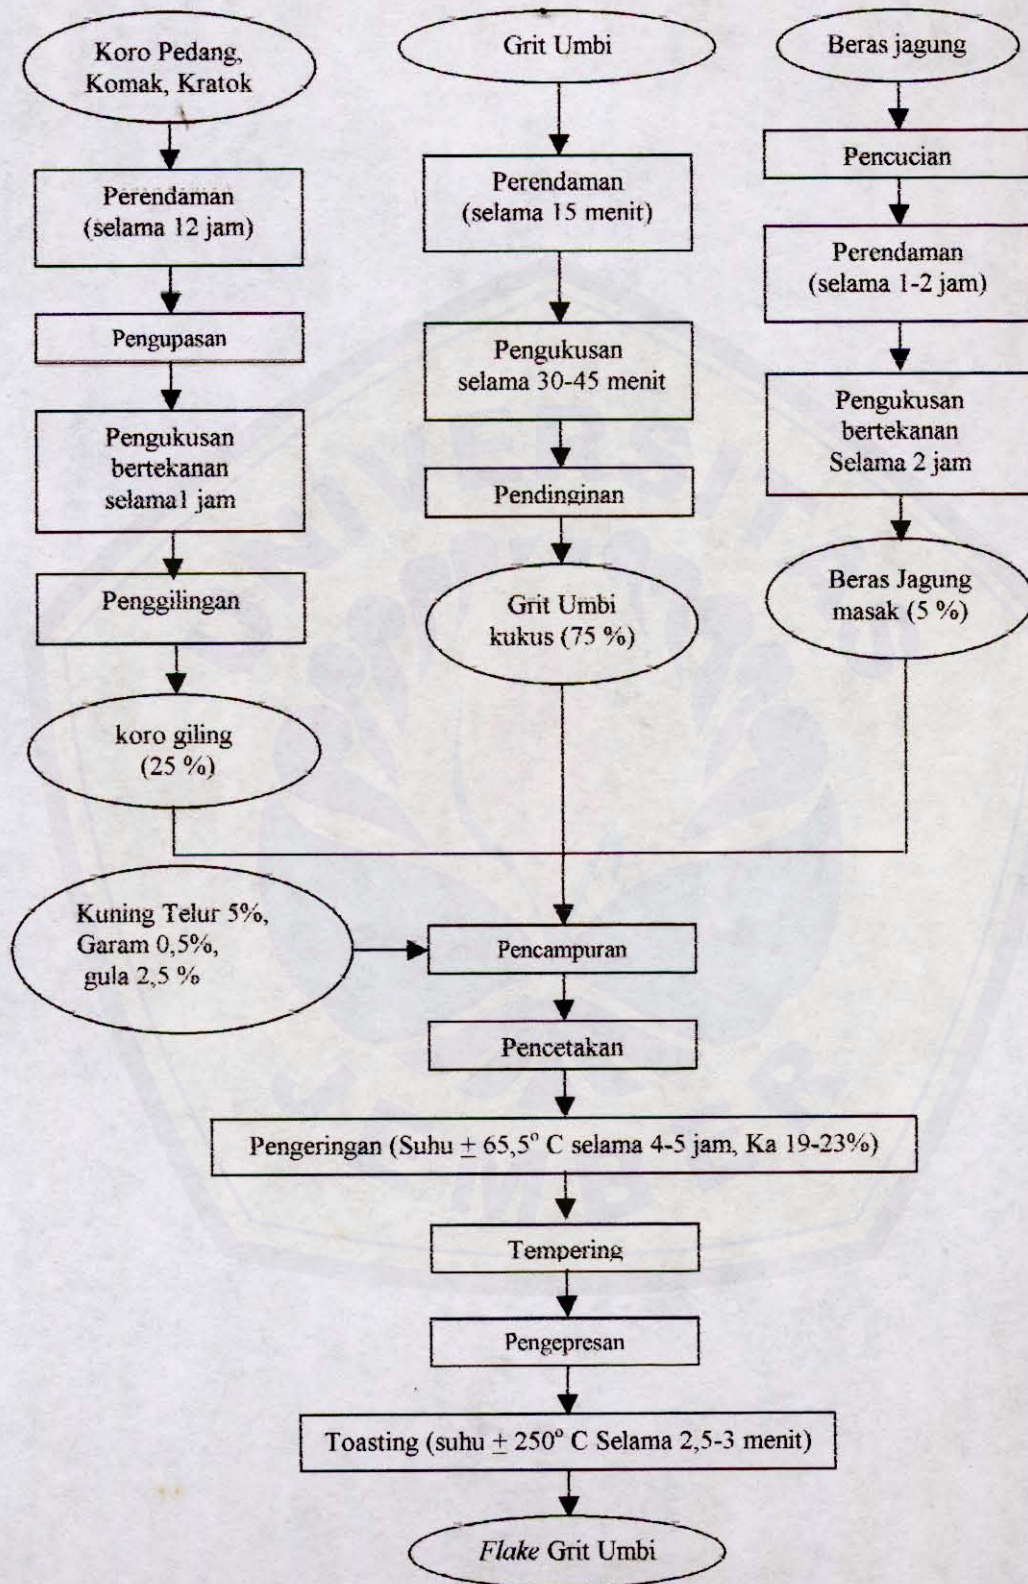 Koro Pedang,
Komak, Kratok
Perendaman
(selama 12 jam)
Pengupasan
Pengukusan
bertekanan
selama1 jam
Penggilingan
koro giling
(25 %)
Grit Umbi
Perendaman
(selama 15 menit)
Pengukusan
selama 30-45 menit
Pendinginan
Grit Umbi
kukus (75 %)
Beras jagung
Pencucian
Perendaman
(selama 1-2 jam)
Pengukusan
bertekanan
Selama 2 jam
Beras Jagung
masak (5 %)
Kuning Telur 5%,
Garam 0,5%,
gula 2,5 %
Pencampuran
Pencetakan
Pengeringan (Suhu ± 65,5° C selama 4-5 jam, Ka 19-23%)
Tempering
Pengepresan
Toasting (suhu ± 250° C Selama 2,5-3 menit)
Flake Grit Umbi